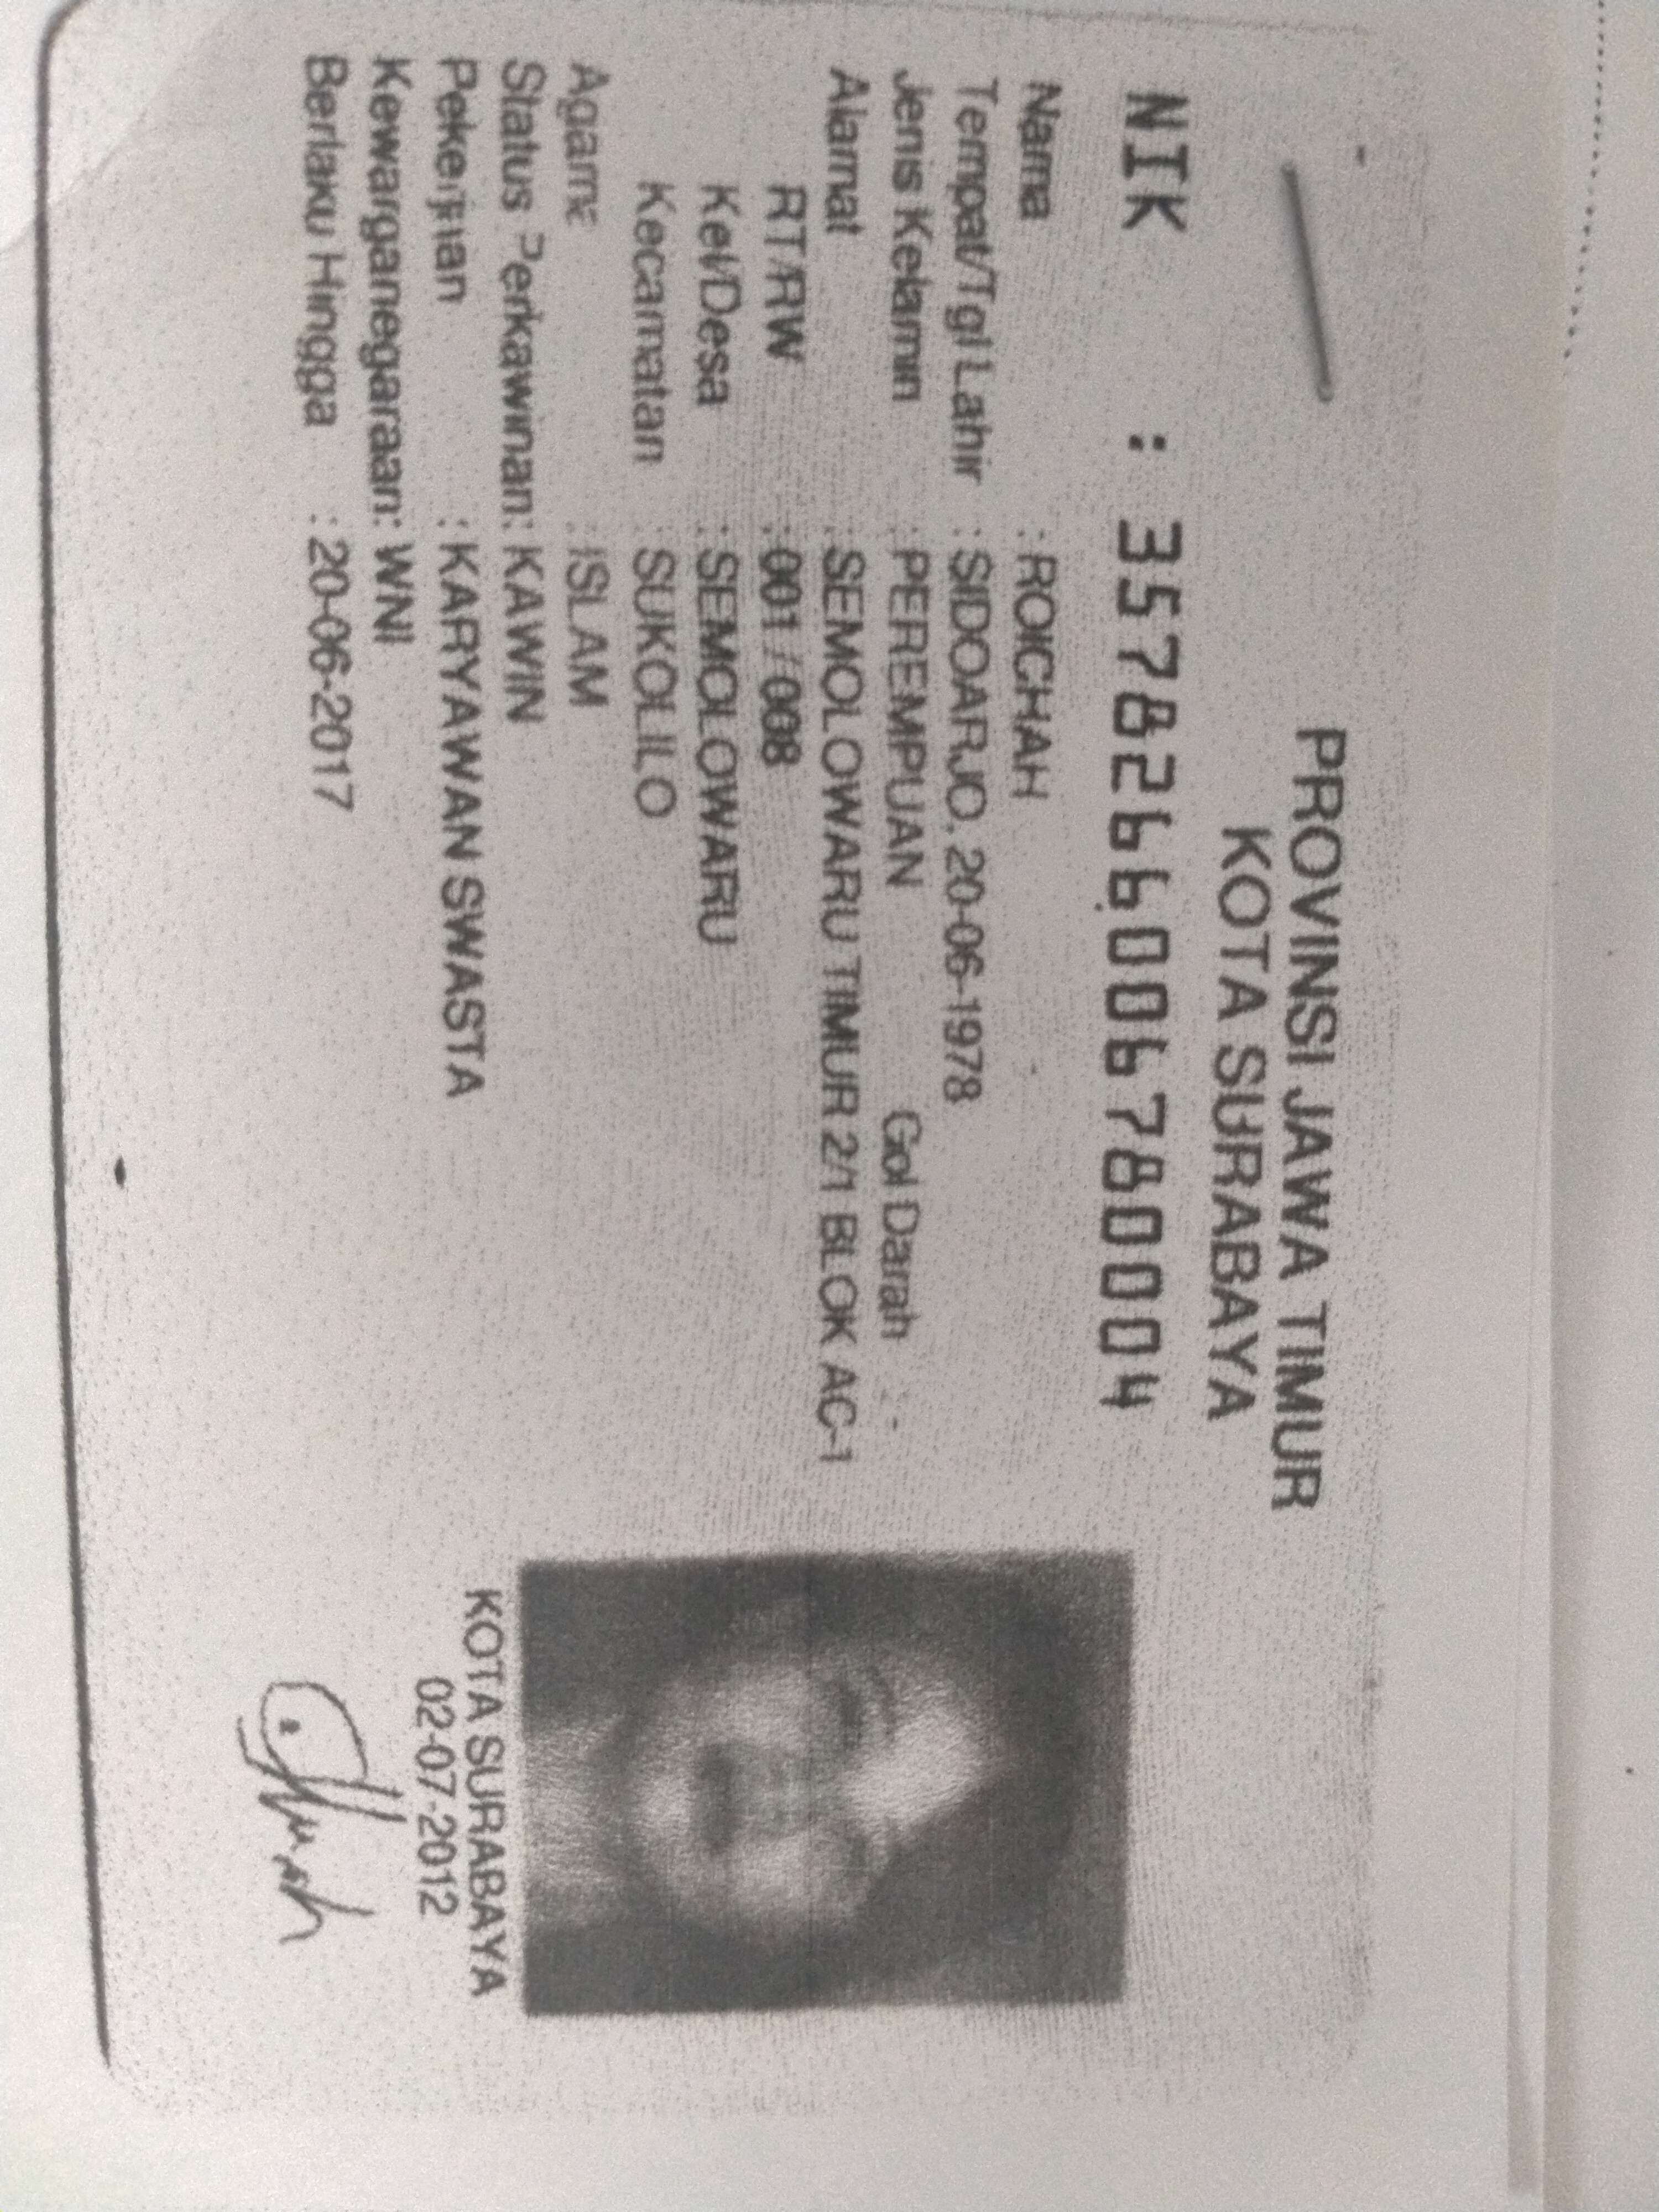 PROVINSI JAWA TIMUR
KOTA SURABAYA
NIK : 3578266006780004
Nama : ROICHAH
Tempat/Tgl Lahir : SIDOARJO, 20-06-1978
Jenis Kelamin : PEREMPUAN Gol Darah : -
Alamat : SEMOLOWARU TIMUR 2/1 BLOK AC-1
RT/RW : 001 / 008
Kel/Desa : SEMOLOWARU
Kecamatan : SUKOLILO
Agama : ISLAM
Status Perkawinan: KAWIN
Pekerjaan : KARYAWAN SWASTA
Kewarganegaraan: WNI
Berlaku Hingga : 20-06-2017
KOTA SURABAYA
02-07-2012